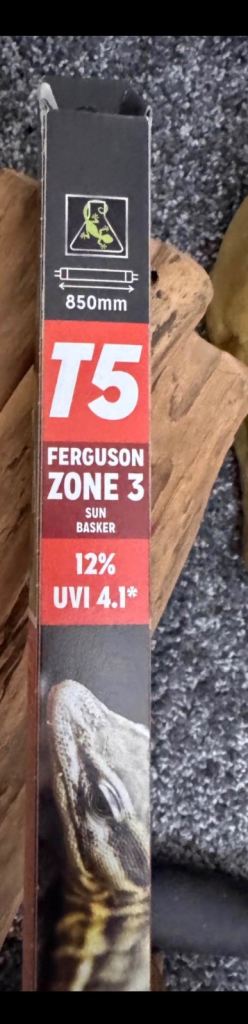 850mm
T5
FERGUSON
ZONE 3
SUN
BASKER
12%
UVI 4.1*